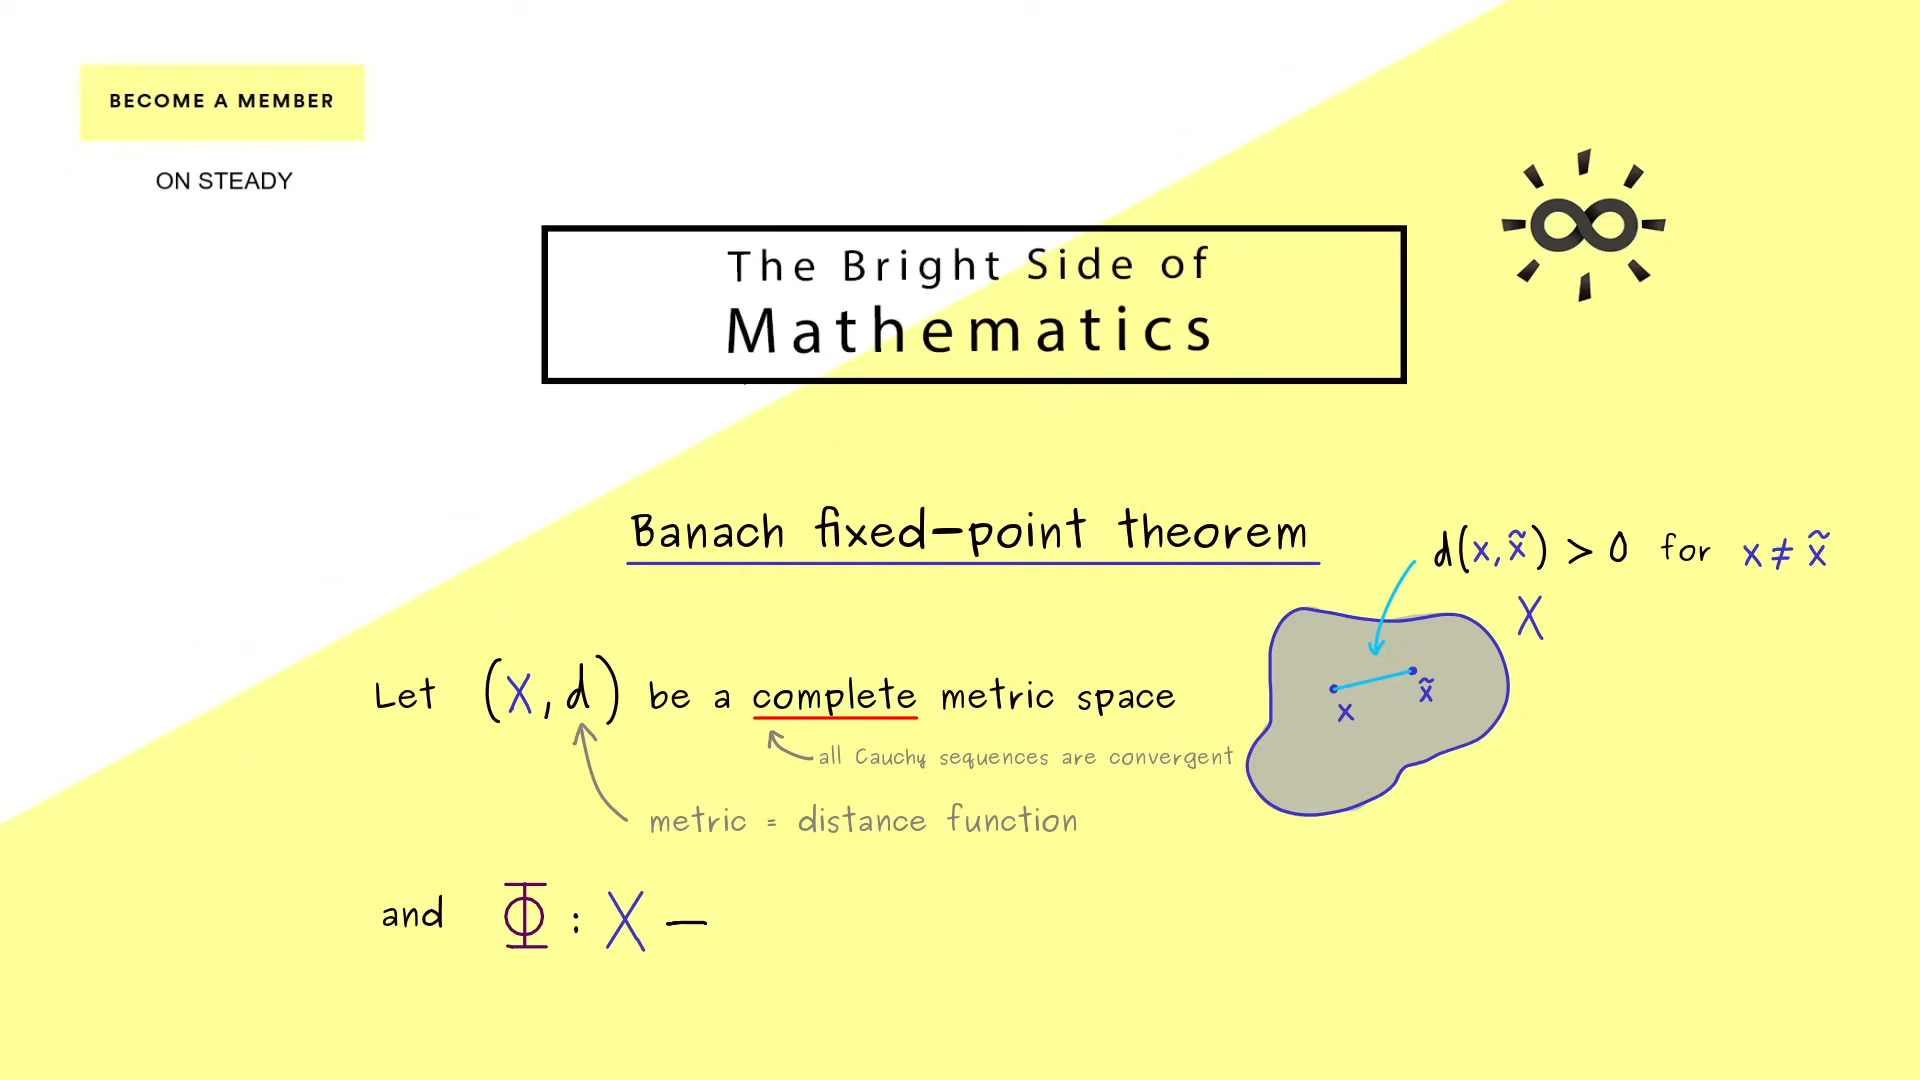 BECOME A MEMBER
ON STEADY
The Bright Side of
Mathematics
Banach fixed-point theorem
d(x, x̃) > 0 for x ≠ x̃
X
Let (X, d) be a complete metric space
x x̃
all Cauchy sequences are convergent
metric = distance function
and Φ : X —